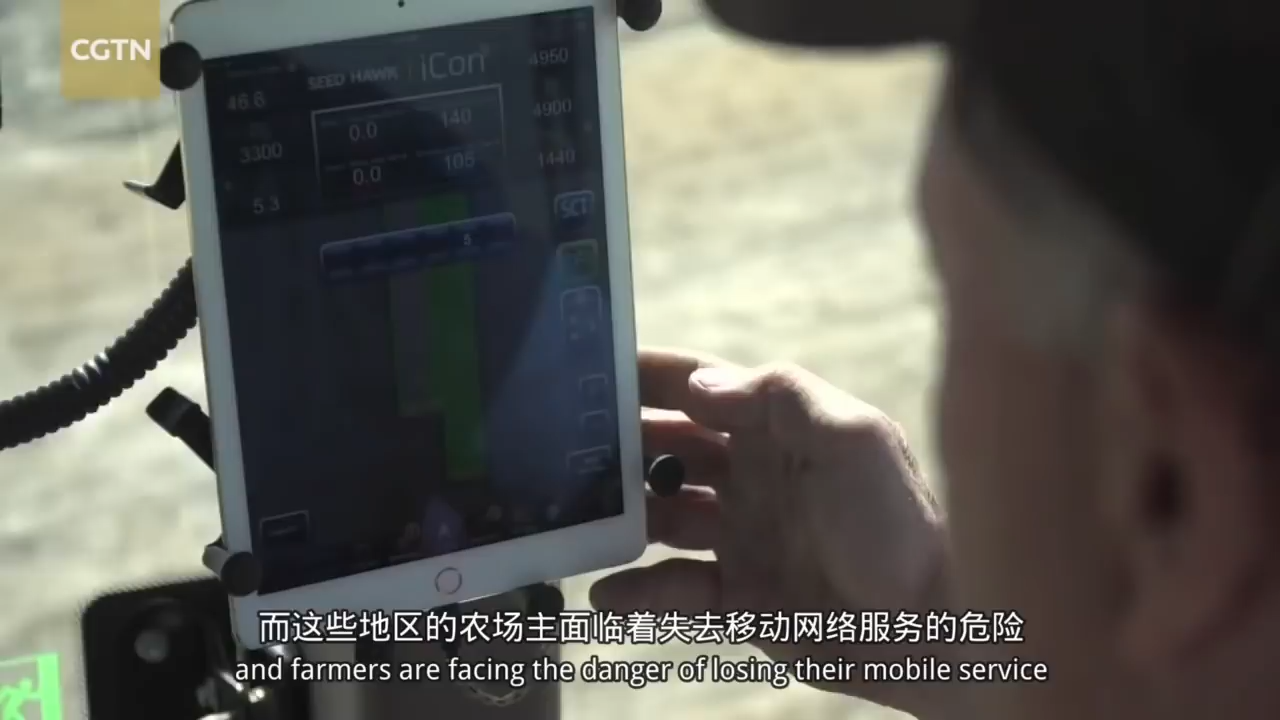 CGTN
SEED HAWK | iCon
46.8
3300
5.3
0.0
140
0.0
105
4950
4900
1440
SCT
5
而这些地区的农场主面临着失去移动网络服务的危险
and farmers are facing the danger of losing their mobile service